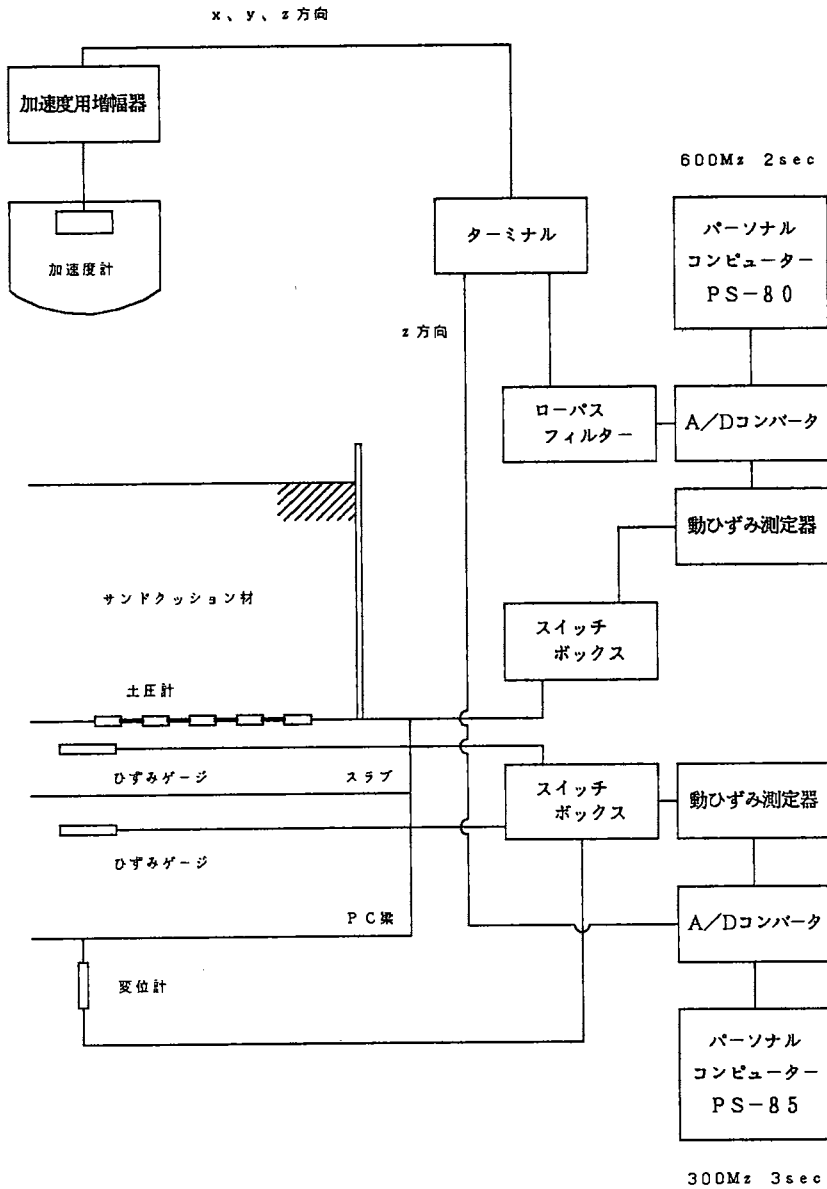 x、y、z方向
加速度用増幅器
加速度計
ターミナル
z方向
ローパス
フィルター
600Mz 2sec
パーソナル
コンピューター
PS-80
A/Dコンバータ
動ひずみ測定器
スイッチ
ボックス
サンドクッション材
土圧計
ひずみゲージ
スラブ
ひずみゲージ
PC梁
変位計
スイッチ
ボックス
動ひずみ測定器
A/Dコンバータ
パーソナル
コンピューター
PS-85
300Mz 3sec